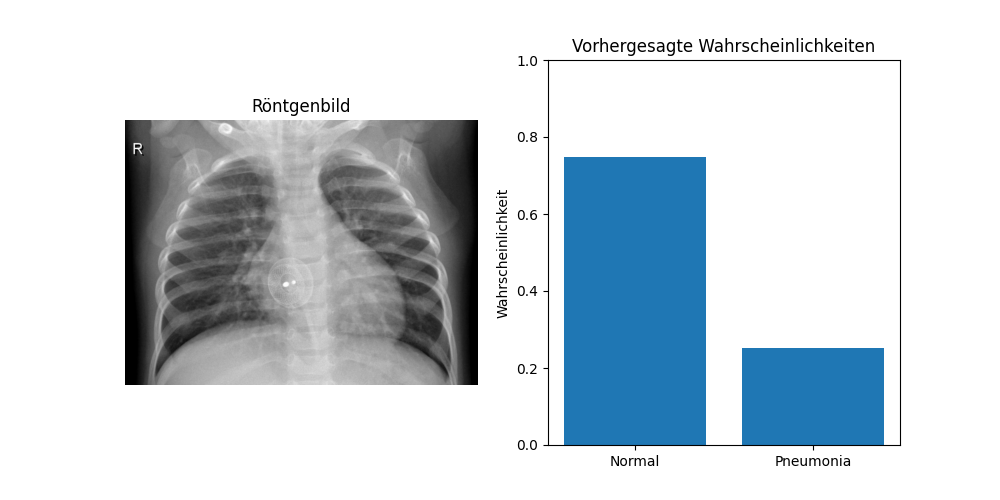 Röntgenbild
R
Vorhergesagte Wahrscheinlichkeiten
Wahrscheinlichkeit
1.0
0.8
0.6
0.4
0.2
0.0
Normal
Pneumonia